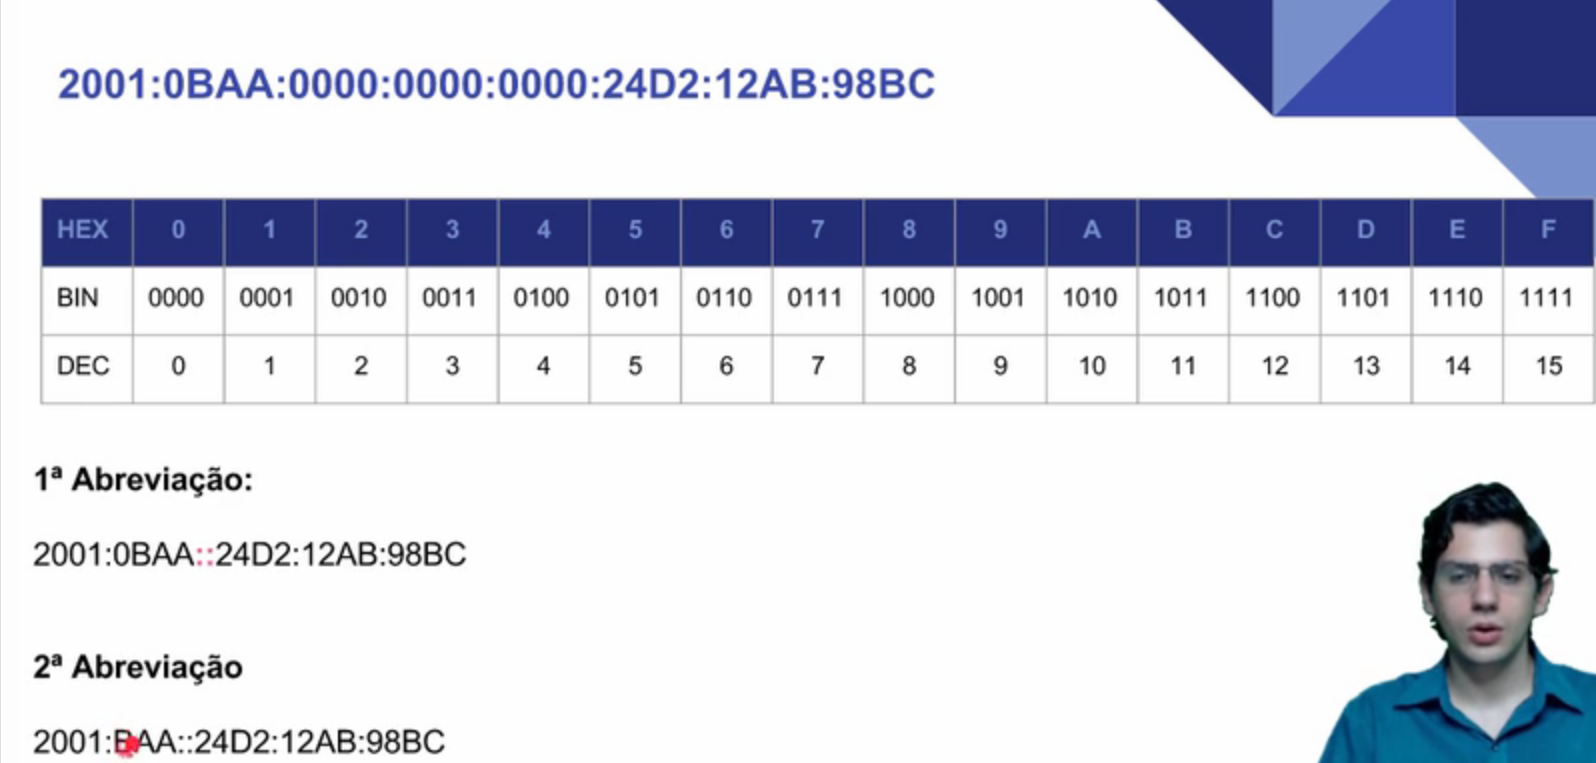 2001:0BAA:0000:0000:0000:24D2:12AB:98BC
HEX 0 1 2 3 4 5 6 7 8 9 A B C D E F
BIN 0000 0001 0010 0011 0100 0101 0110 0111 1000 1001 1010 1011 1100 1101 1110 1111
DEC 0 1 2 3 4 5 6 7 8 9 10 11 12 13 14 15
1ª Abreviação:
2001:0BAA::24D2:12AB:98BC
2ª Abreviação
2001:BAA::24D2:12AB:98BC